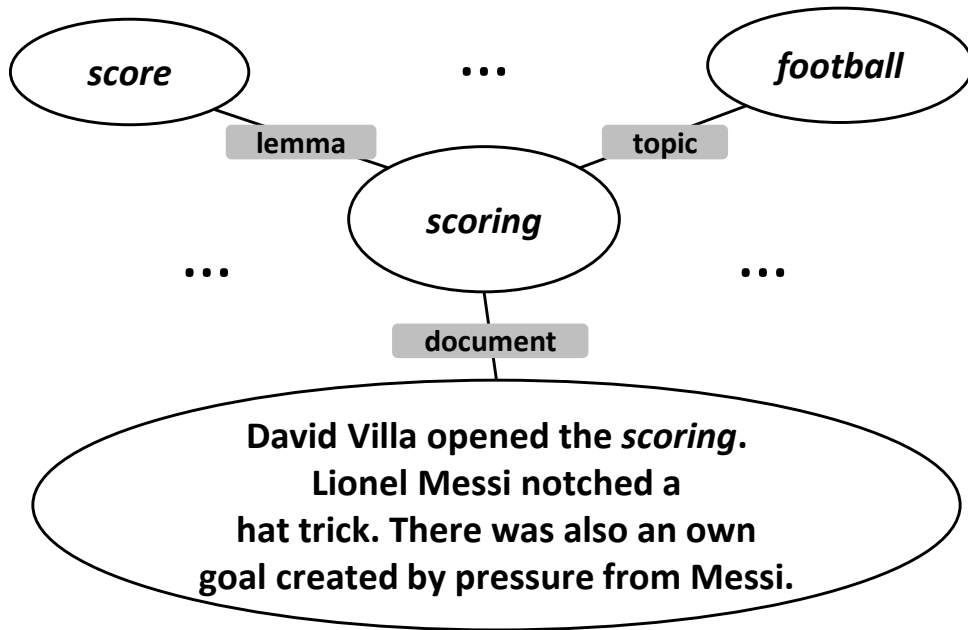 score
...
football
lemma
topic
scoring
...
...
document
David Villa opened the scoring.
Lionel Messi notched a
hat trick. There was also an own
goal created by pressure from Messi.